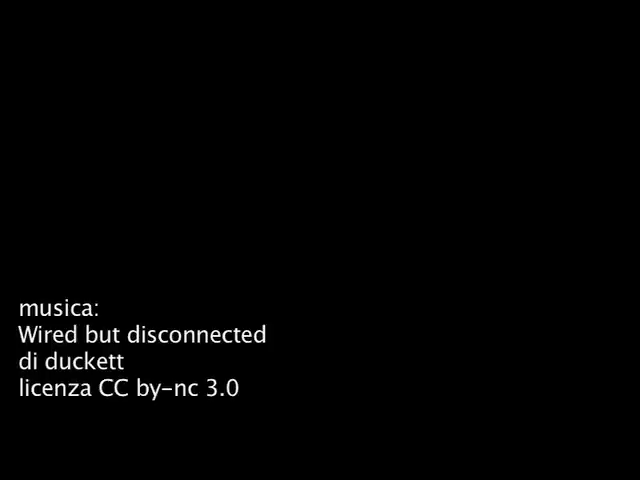 musica:
Wired but disconnected
di duckett
licenza CC by-nc 3.0